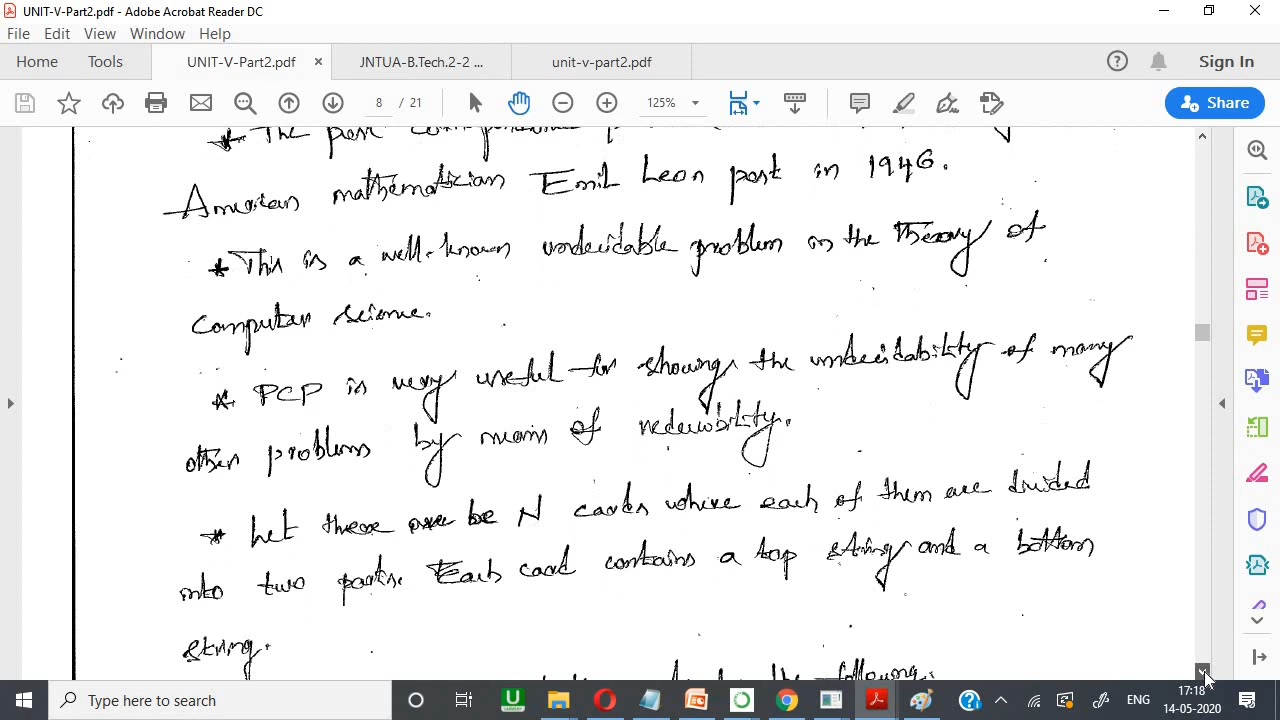 UNIT-V-Part2.pdf - Adobe Acrobat Reader DC
File Edit View Window Help
Home Tools UNIT-V-Part2.pdf × JNTUA-B.Tech.2-2 ... unit-v-part2.pdf Sign In
8 / 21 125% Share
* The post
American mathematician Emil Leon post in 1946.
* This is a well-known undecidable problem in the Theory of
Computer science.
* PCP is very useful for showing the undecidability of many
other problems by means of reducibility.
* Let there be N cards where each of them are divided
into two parts. Each card contains a top string and a bottom
string.
the following.
Type here to search
ENG 17:18
14-05-2020